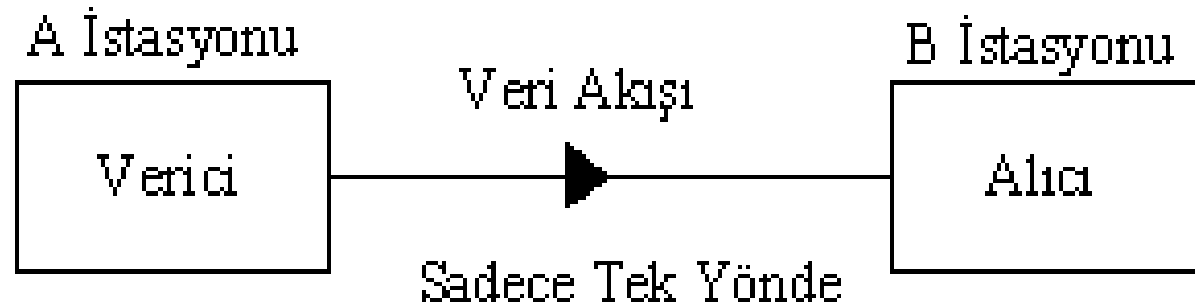 A İstasyonu
B İstasyonu
Veri Akışı
Verici
Alıcı
Sadece Tek Yönde